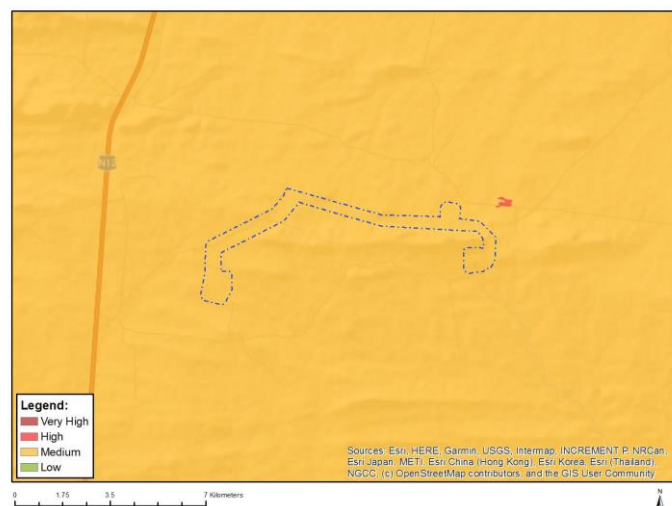 N18
Legend:
Very High
High
Medium
Low
Sources: Esri, HERE, Garmin, USGS, Intermap, INCREMENT P, NRCan,
Esri Japan, METI, Esri China (Hong Kong), Esri Korea, Esri (Thailand),
NGCC, (c) OpenStreetMap contributors, and the GIS User Community
0 1.75 3.5 7 Kilometers
N